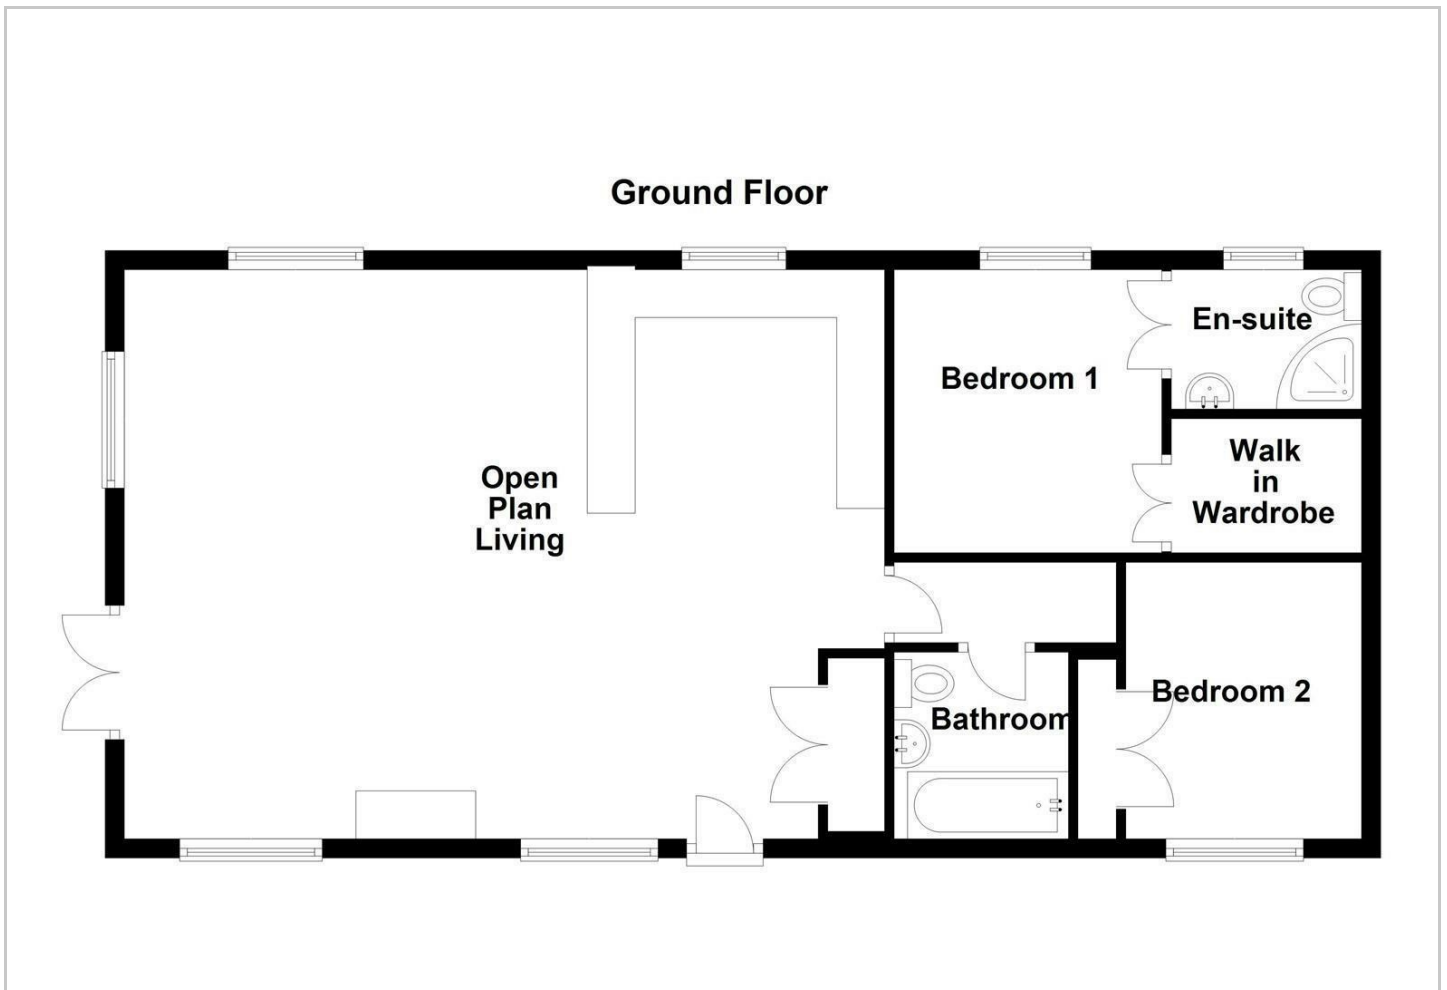 Ground Floor
En-suite
Bedroom 1
Walk
in
Wardrobe
Open
Plan
Living
Bedroom 2
Bathroom